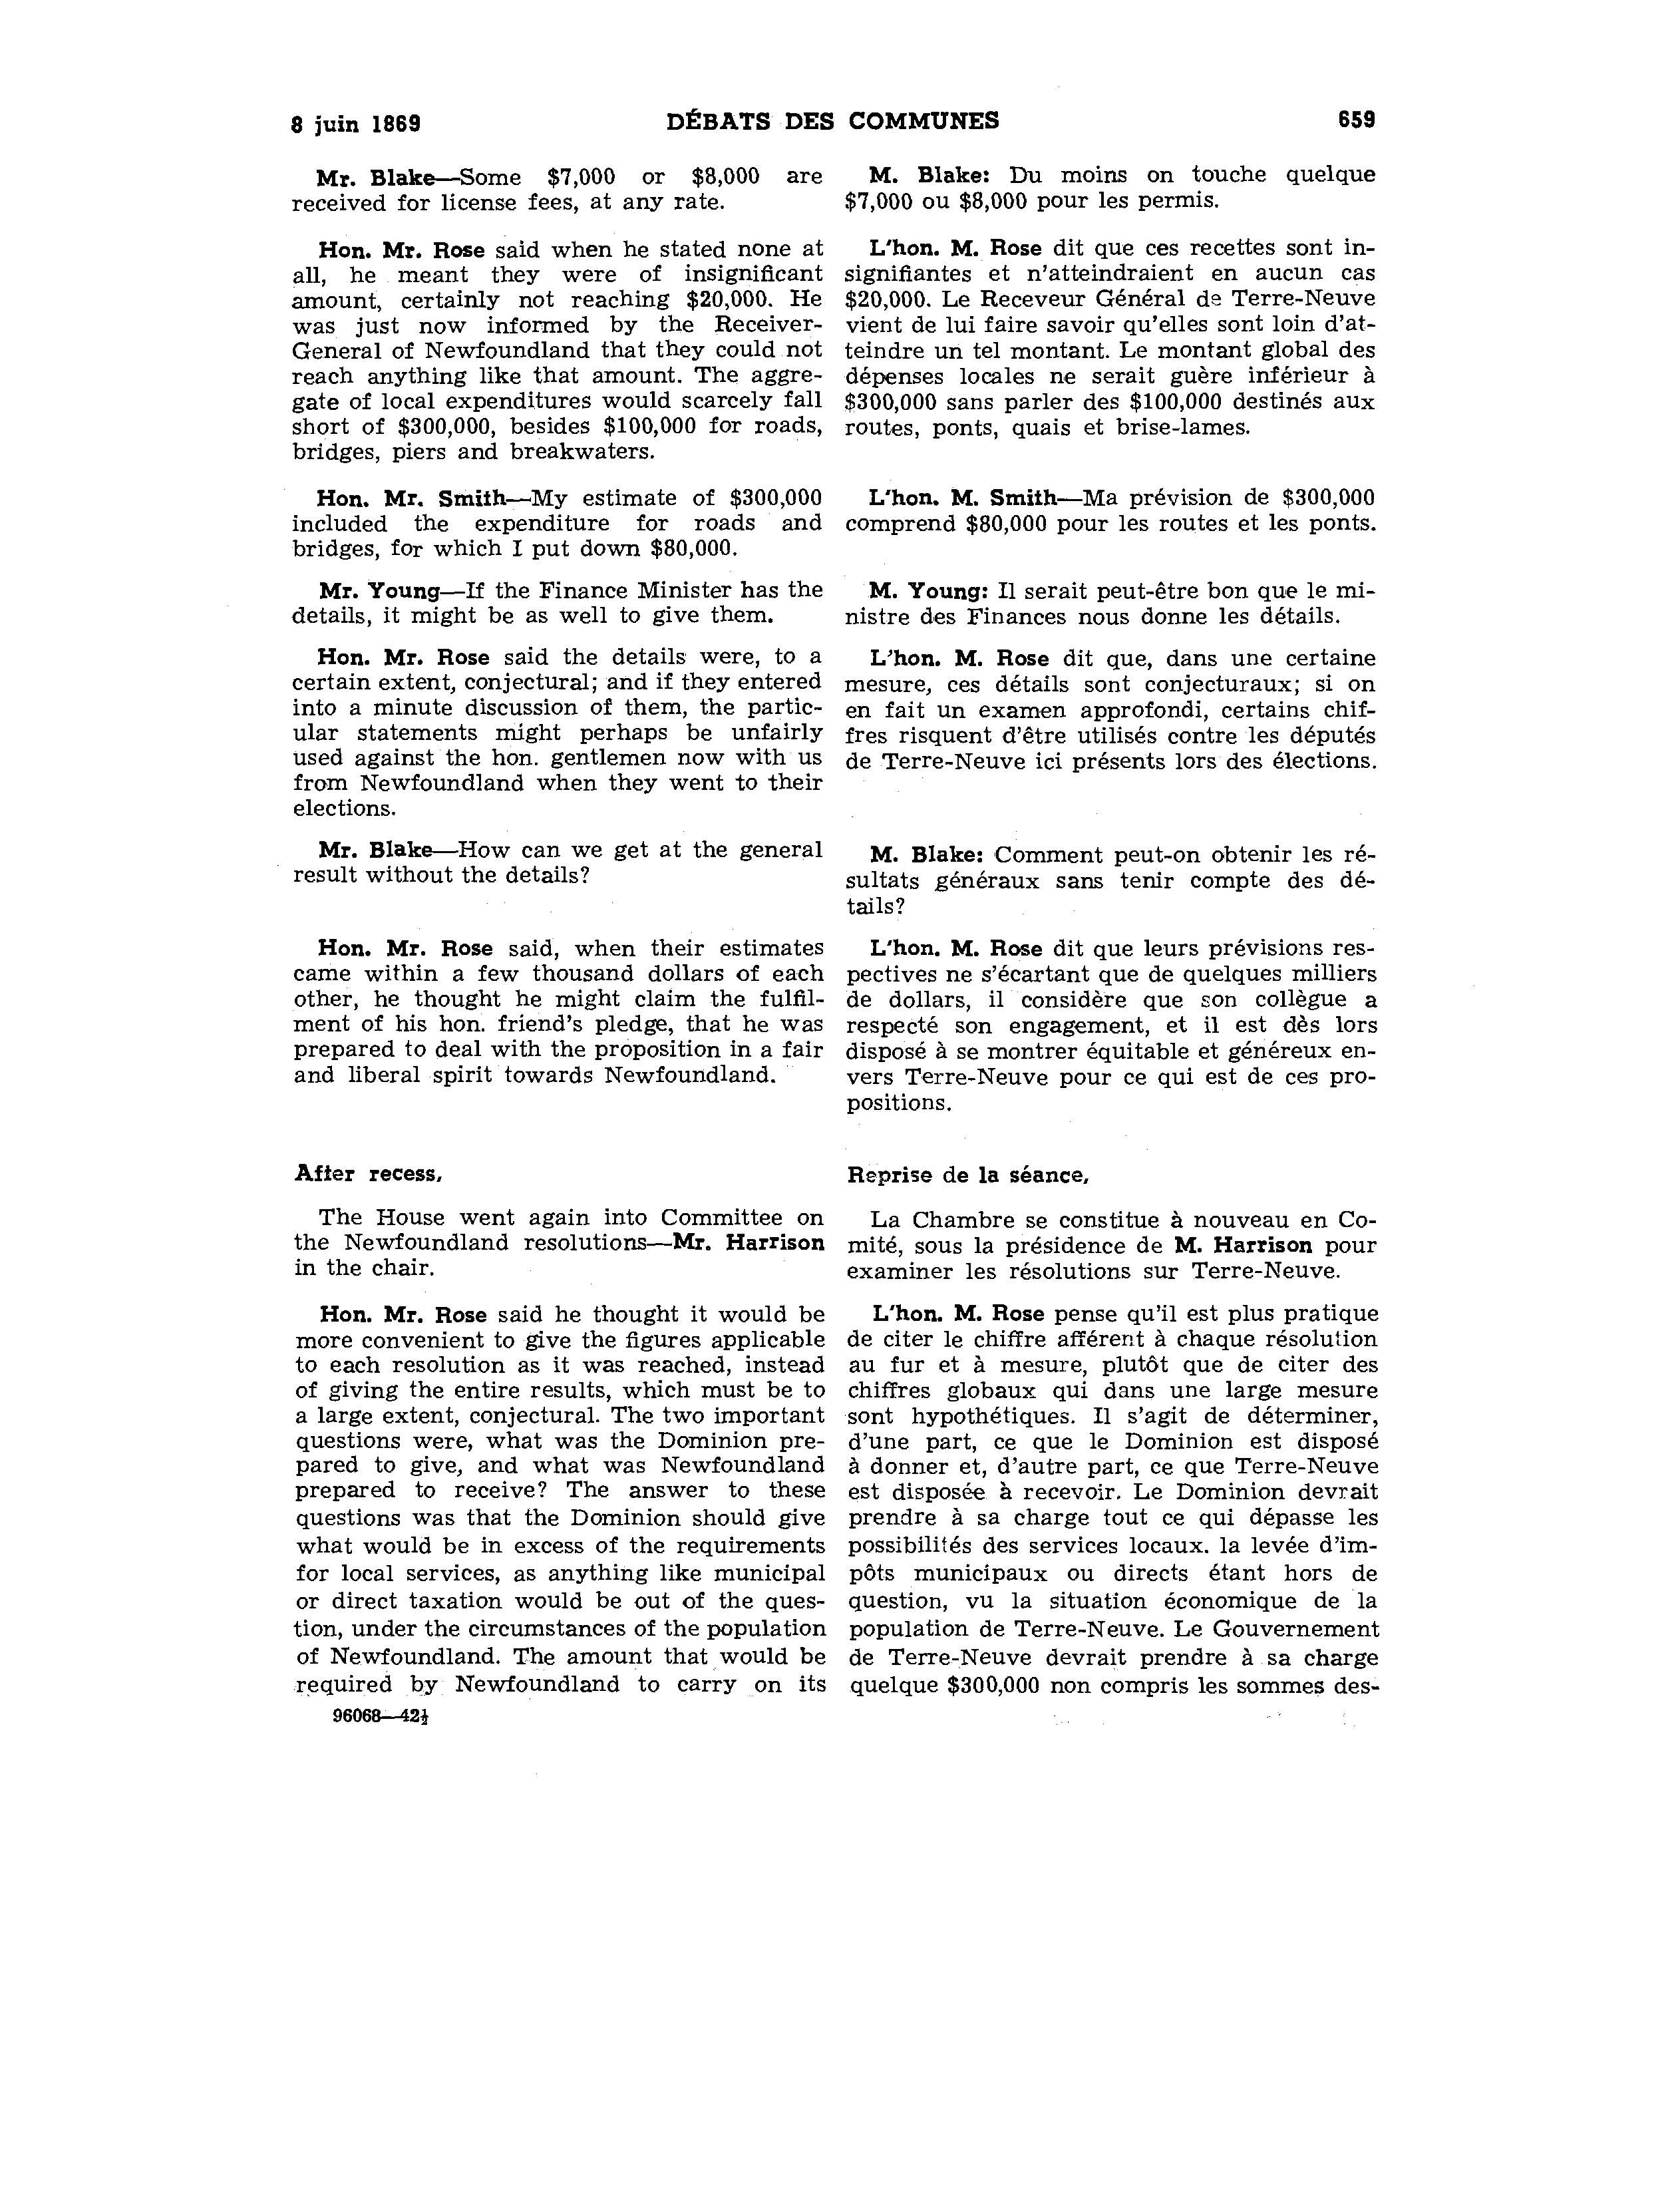 8 juin 1869
DÉBATS DES COMMUNES
659
Mr. Blake—Some $7,000 or $8,000 are
received for license fees, at any rate.
Hon. Mr. Rose said when he stated none at
all, he meant they were of insignificant
amount, certainly not reaching $20,000. He
was just now informed by the Receiver-
General of Newfoundland that they could not
reach anything like that amount. The aggre-
gate of local expenditures would scarcely fall
short of $300,000, besides $100,000 for roads,
bridges, piers and breakwaters.
Hon. Mr. Smith—My estimate of $300,000
included the expenditure for roads and
bridges, for which I put down $80,000.
Mr. Young—If the Finance Minister has the
details, it might be as well to give them.
Hon. Mr. Rose said the details were, to a
certain extent, conjectural; and if they entered
into a minute discussion of them, the partic-
ular statements might perhaps be unfairly
used against the hon. gentlemen now with us
from Newfoundland when they went to their
elections.
Mr. Blake—How can we get at the general
result without the details?
Hon. Mr. Rose said, when their estimates
came within a few thousand dollars of each
other, he thought he might claim the fulfil-
ment of his hon. friend's pledge, that he was
prepared to deal with the proposition in a fair
and liberal spirit towards Newfoundland.
After recess,
The House went again into Committee on
the Newfoundland resolutions—Mr. Harrison
in the chair.
Hon. Mr. Rose said he thought it would be
more convenient to give the figures applicable
to each resolution as it was reached, instead
of giving the entire results, which must be to
a large extent, conjectural. The two important
questions were, what was the Dominion pre-
pared to give, and what was Newfoundland
prepared to receive? The answer to these
questions was that the Dominion should give
what would be in excess of the requirements
for local services, as anything like municipal
or direct taxation would be out of the ques-
tion, under the circumstances of the population
of Newfoundland. The amount that would be
required by Newfoundland to carry on its
96068—42½
M. Blake: Du moins on touche quelque
$7,000 ou $8,000 pour les permis.
L'hon. M. Rose dit que ces recettes sont in-
signifiantes et n'atteindraient en aucun cas
$20,000. Le Receveur Général de Terre-Neuve
vient de lui faire savoir qu'elles sont loin d'at-
teindre un tel montant. Le montant global des
dépenses locales ne serait guère inférieur à
$300,000 sans parler des $100,000 destinés aux
routes, ponts, quais et brise-lames.
L'hon. M. Smith—Ma prévision de $300,000
comprend $80,000 pour les routes et les ponts.
M. Young: Il serait peut-être bon que le mi-
nistre des Finances nous donne les détails.
L'hon. M. Rose dit que, dans une certaine
mesure, ces détails sont conjecturaux; si on
en fait un examen approfondi, certains chif-
fres risquent d'être utilisés contre les députés
de Terre-Neuve ici présents lors des élections.
M. Blake: Comment peut-on obtenir les ré-
sultats généraux sans tenir compte des dé-
tails?
L'hon. M. Rose dit que leurs prévisions res-
pectives ne s'écartant que de quelques milliers
de dollars, il considère que son collègue a
respecté son engagement, et il est dès lors
disposé à se montrer équitable et généreux en-
vers Terre-Neuve pour ce qui est de ces pro-
positions.
Reprise de la séance,
La Chambre se constitue à nouveau en Co-
mité, sous la présidence de M. Harrison pour
examiner les résolutions sur Terre-Neuve.
L'hon. M. Rose pense qu'il est plus pratique
de citer le chiffre afférent à chaque résolution
au fur et à mesure, plutôt que de citer des
chiffres globaux qui dans une large mesure
sont hypothétiques. Il s'agit de déterminer,
d'une part, ce que le Dominion est disposé
à donner et, d'autre part, ce que Terre-Neuve
est disposée à recevoir. Le Dominion devrait
prendre à sa charge tout ce qui dépasse les
possibilités des services locaux. la levée d'im-
pôts municipaux ou directs étant hors de
question, vu la situation économique de la
population de Terre-Neuve. Le Gouvernement
de Terre-Neuve devrait prendre à sa charge
quelque $300,000 non compris les sommes des-